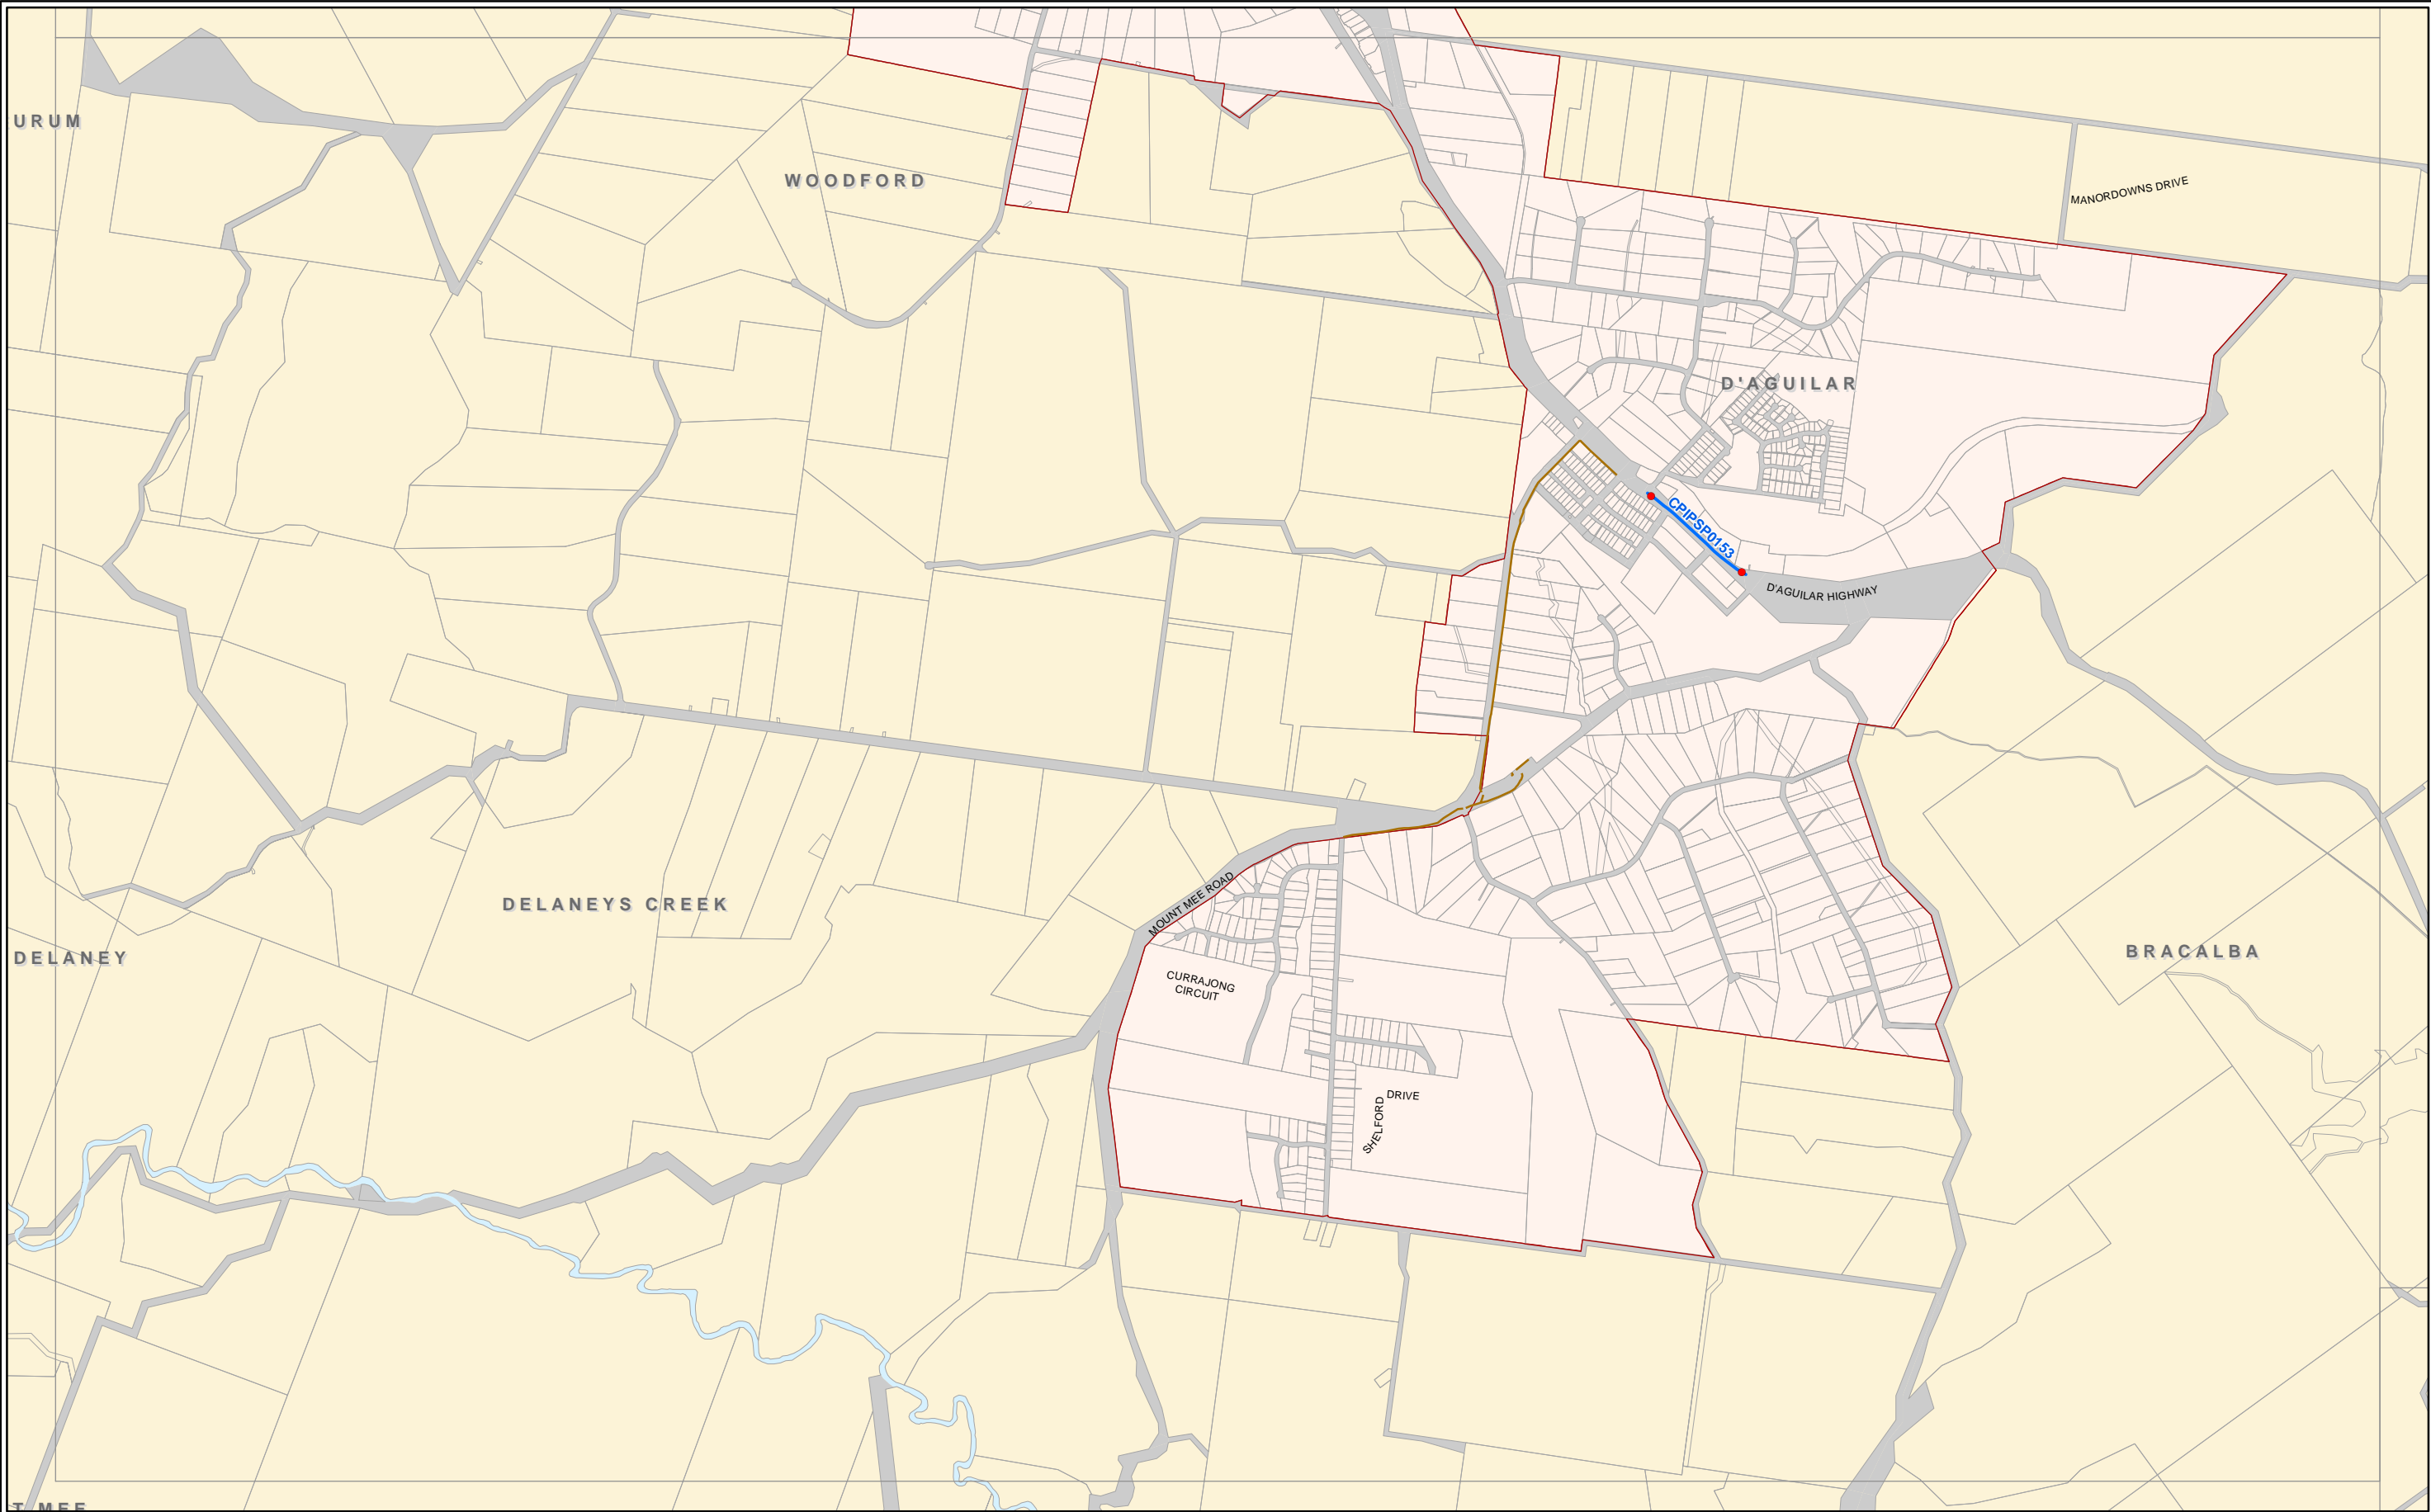 URUM
WOODFORD
MANORDOWNS DRIVE
D'AGUILAR
CPIPSP0153
D'AGUILAR HIGHWAY
MOUNT MEE ROAD
DELANEYS CREEK
DELANEY
BRACALBA
CURRAJONG
CIRCUIT
SHELFORD
DRIVE
T MEE